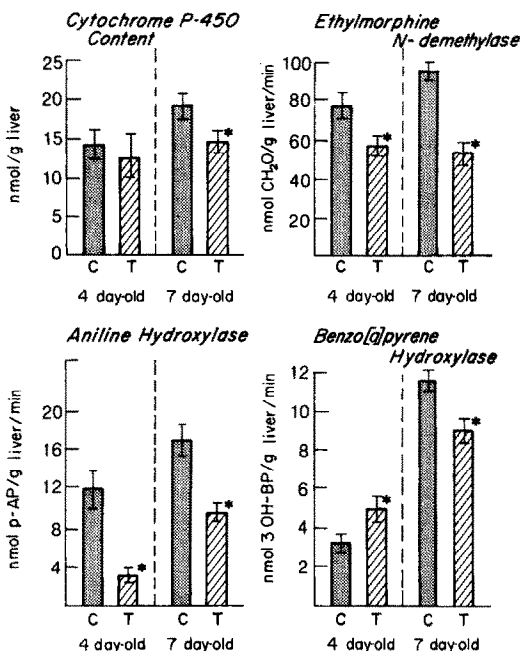 Cytochrome P-450
Content
nmol/g liver
25
20
15
10
5
0
*
C T C T
4 day-old 7 day-old
Ethylmorphine
N-demethylase
nmol CH₂O/g liver/min
100
80
60
40
20
* *
C T C T
4 day-old 7 day-old
Aniline Hydroxylase
nmol p-AP/g liver/min
12
16
12
8
4
* *
C T C T
4 day-old 7 day-old
Benzo[a]pyrene
Hydroxylase
nmol 3 OH-BP/g liver/min
12
10
8
6
4
2
* *
C T C T
4 day-old 7 day-old